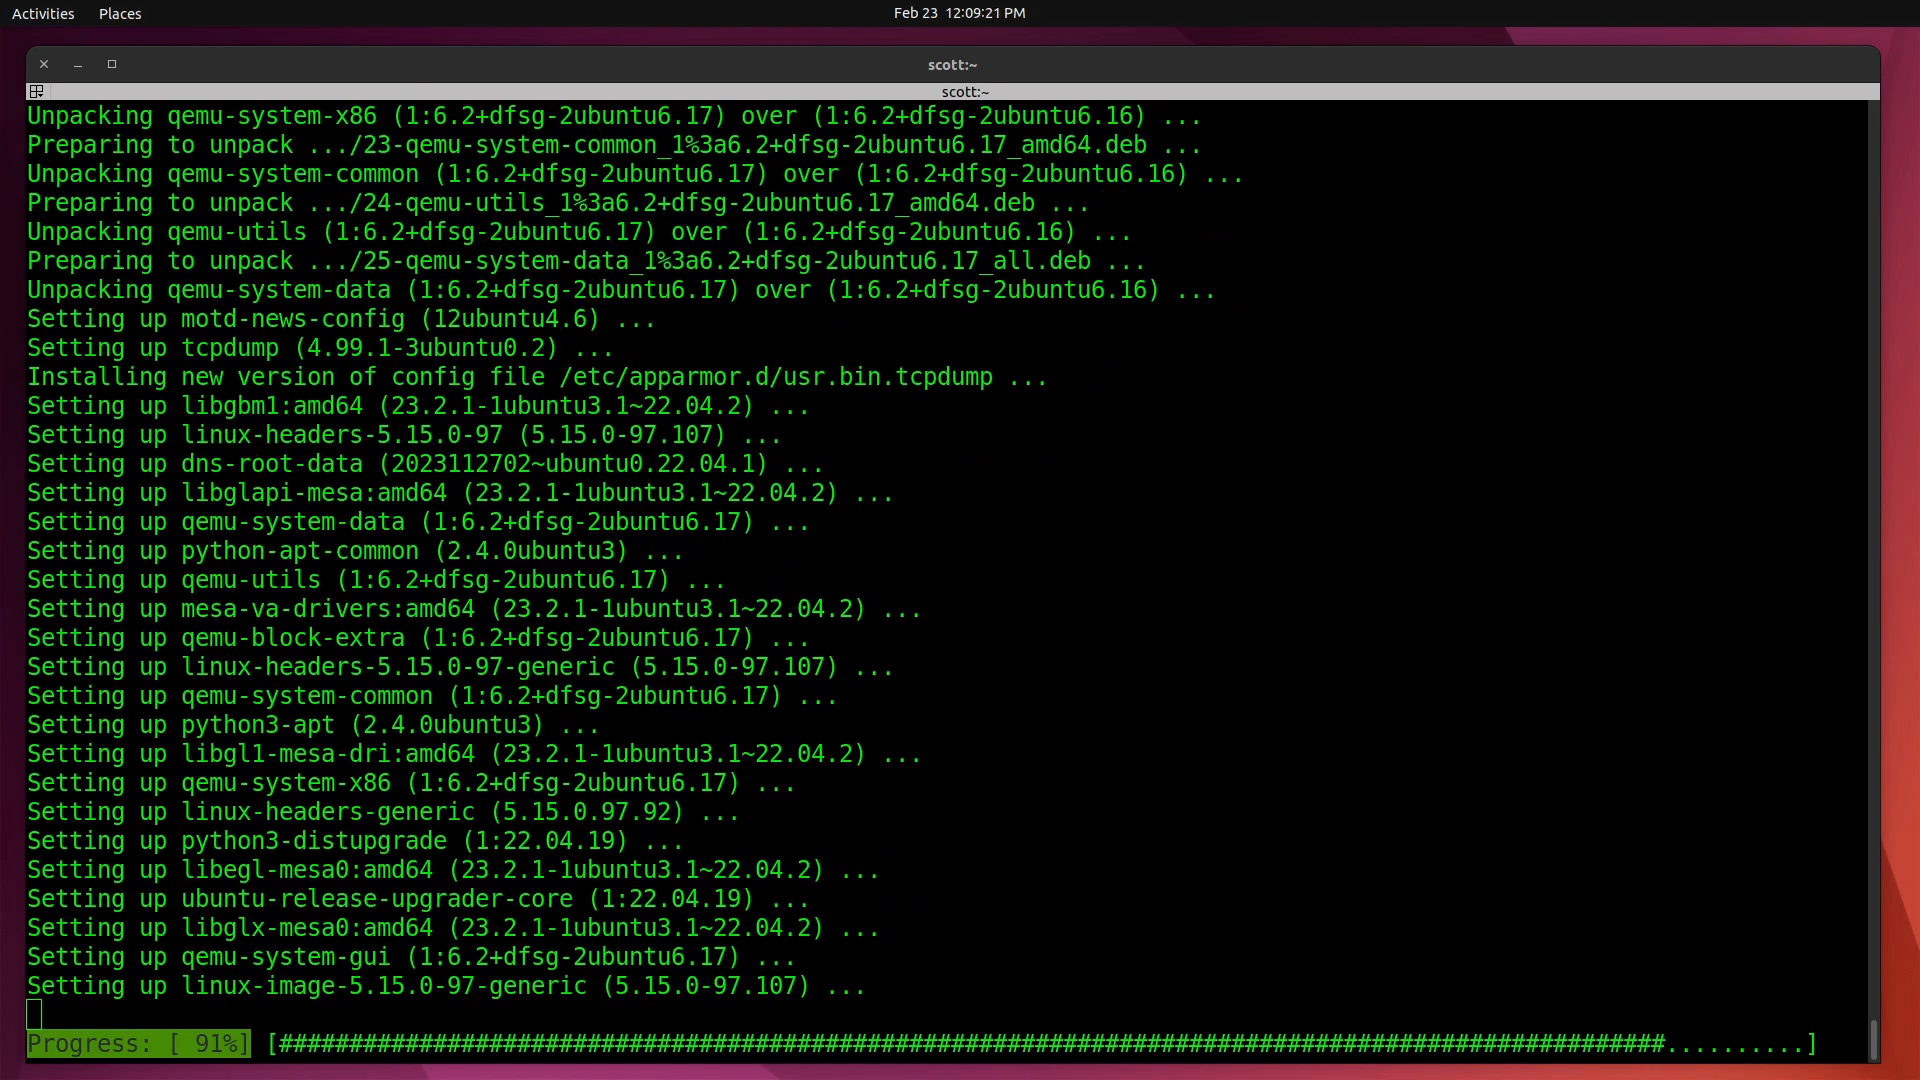 Activities Places Feb 23 12:09:21 PM
scott:~
scott:~
Unpacking qemu-system-x86 (1:6.2+dfsg-2ubuntu6.17) over (1:6.2+dfsg-2ubuntu6.16) ...
Preparing to unpack .../23-qemu-system-common_1%3a6.2+dfsg-2ubuntu6.17_amd64.deb ...
Unpacking qemu-system-common (1:6.2+dfsg-2ubuntu6.17) over (1:6.2+dfsg-2ubuntu6.16) ...
Preparing to unpack .../24-qemu-utils_1%3a6.2+dfsg-2ubuntu6.17_amd64.deb ...
Unpacking qemu-utils (1:6.2+dfsg-2ubuntu6.17) over (1:6.2+dfsg-2ubuntu6.16) ...
Preparing to unpack .../25-qemu-system-data_1%3a6.2+dfsg-2ubuntu6.17_all.deb ...
Unpacking qemu-system-data (1:6.2+dfsg-2ubuntu6.17) over (1:6.2+dfsg-2ubuntu6.16) ...
Setting up motd-news-config (12ubuntu4.6) ...
Setting up tcpdump (4.99.1-3ubuntu0.2) ...
Installing new version of config file /etc/apparmor.d/usr.bin.tcpdump ...
Setting up libgbm1:amd64 (23.2.1-1ubuntu3.1~22.04.2) ...
Setting up linux-headers-5.15.0-97 (5.15.0-97.107) ...
Setting up dns-root-data (2023112702~ubuntu0.22.04.1) ...
Setting up libglapi-mesa:amd64 (23.2.1-1ubuntu3.1~22.04.2) ...
Setting up qemu-system-data (1:6.2+dfsg-2ubuntu6.17) ...
Setting up python-apt-common (2.4.0ubuntu3) ...
Setting up qemu-utils (1:6.2+dfsg-2ubuntu6.17) ...
Setting up mesa-va-drivers:amd64 (23.2.1-1ubuntu3.1~22.04.2) ...
Setting up qemu-block-extra (1:6.2+dfsg-2ubuntu6.17) ...
Setting up linux-headers-5.15.0-97-generic (5.15.0-97.107) ...
Setting up qemu-system-common (1:6.2+dfsg-2ubuntu6.17) ...
Setting up python3-apt (2.4.0ubuntu3) ...
Setting up libgl1-mesa-dri:amd64 (23.2.1-1ubuntu3.1~22.04.2) ...
Setting up qemu-system-x86 (1:6.2+dfsg-2ubuntu6.17) ...
Setting up linux-headers-generic (5.15.0.97.92) ...
Setting up python3-distupgrade (1:22.04.19) ...
Setting up libegl-mesa0:amd64 (23.2.1-1ubuntu3.1~22.04.2) ...
Setting up ubuntu-release-upgrader-core (1:22.04.19) ...
Setting up libglx-mesa0:amd64 (23.2.1-1ubuntu3.1~22.04.2) ...
Setting up qemu-system-gui (1:6.2+dfsg-2ubuntu6.17) ...
Setting up linux-image-5.15.0-97-generic (5.15.0-97.107) ...
Progress: [ 91%] [###################################################################################################..........]